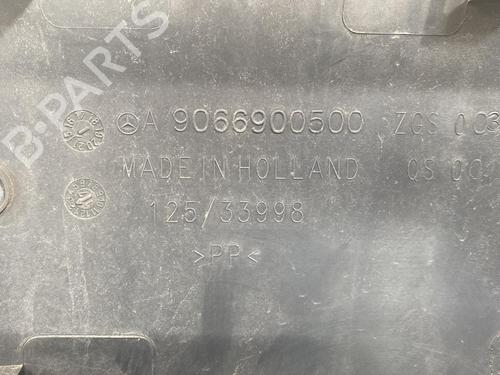 B-PARTS
A 9066900500 ZGS 003
MADE IN HOLLAND QS 00
125/33998
>PP<